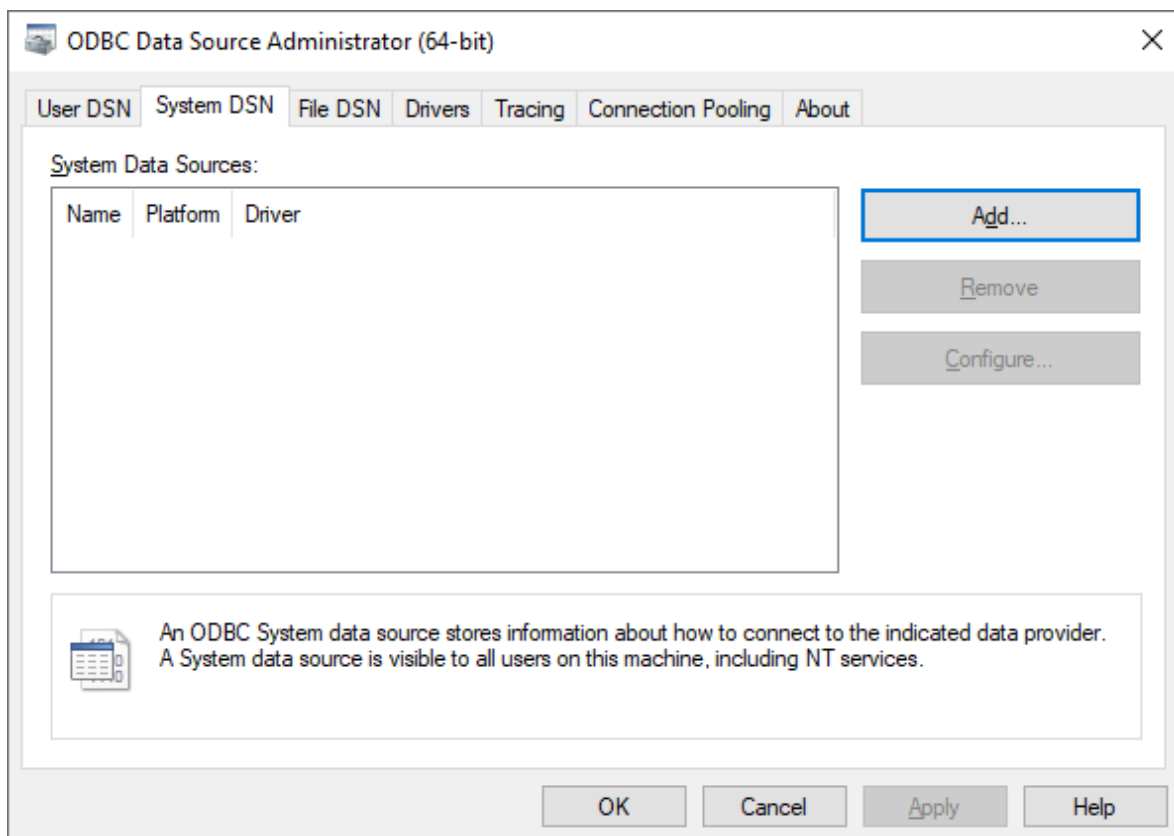 ODBC Data Source Administrator (64-bit)
User DSN System DSN File DSN Drivers Tracing Connection Pooling About
System Data Sources:
Name Platform Driver
Add...
Remove
Configure...
An ODBC System data source stores information about how to connect to the indicated data provider.
A System data source is visible to all users on this machine, including NT services.
OK Cancel Apply Help